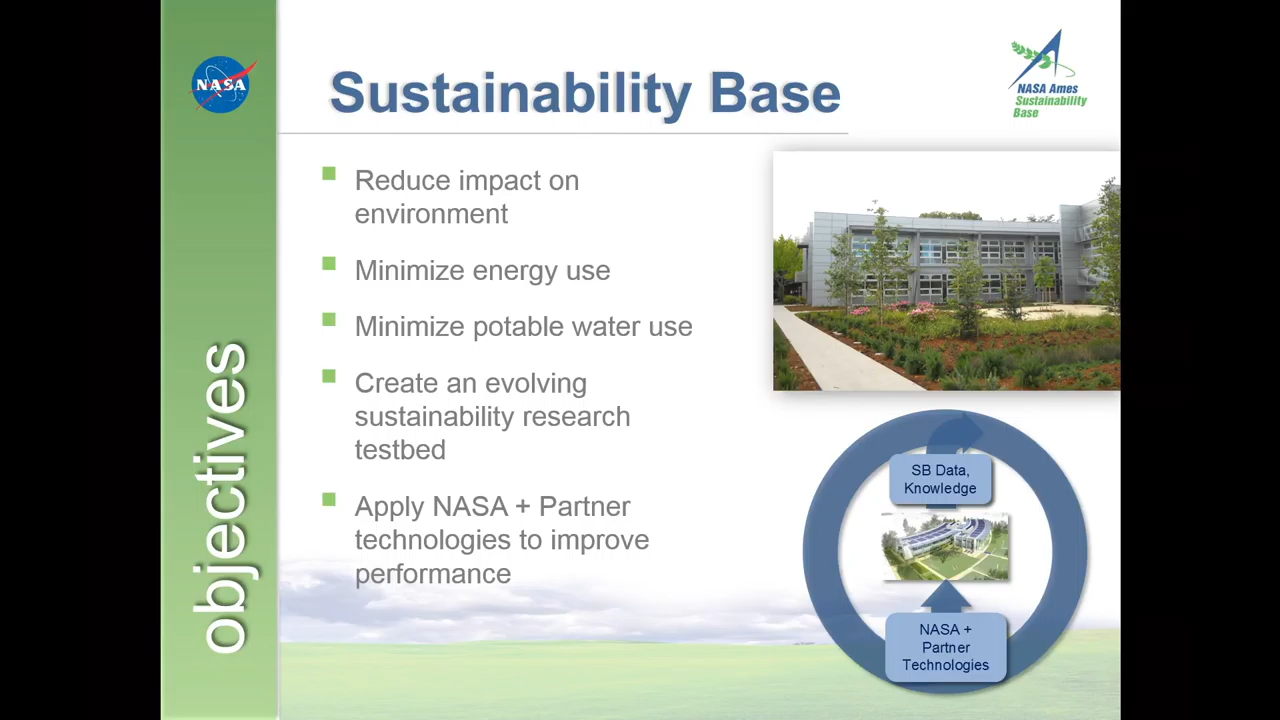 NASA
Sustainability Base
NASA Ames
Sustainability
Base
Reduce impact on
environment
Minimize energy use
Minimize potable water use
Create an evolving
sustainability research
testbed
Apply NASA + Partner
technologies to improve
performance
objectives
SB Data,
Knowledge
NASA +
Partner
Technologies